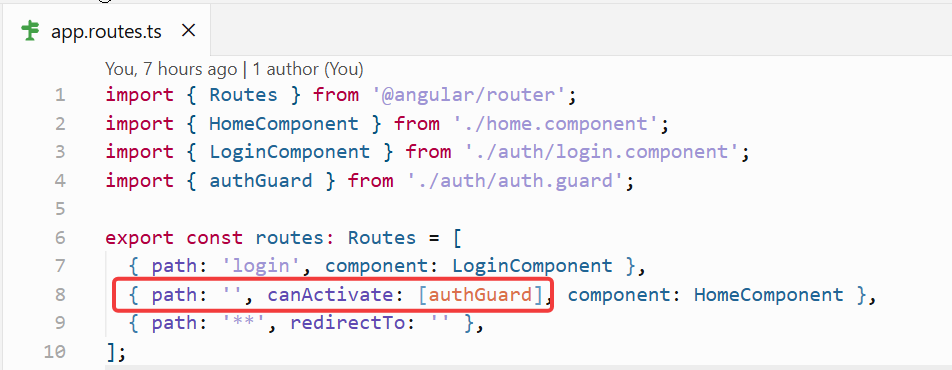 app.routes.ts
You, 7 hours ago | 1 author (You)
1 import { Routes } from '@angular/router';
2 import { HomeComponent } from './home.component';
3 import { LoginComponent } from './auth/login.component';
4 import { authGuard } from './auth/auth.guard';
5
6 export const routes: Routes = [
7   { path: 'login', component: LoginComponent },
8   { path: '', canActivate: [authGuard], component: HomeComponent },
9   { path: '**', redirectTo: '' },
10 ];